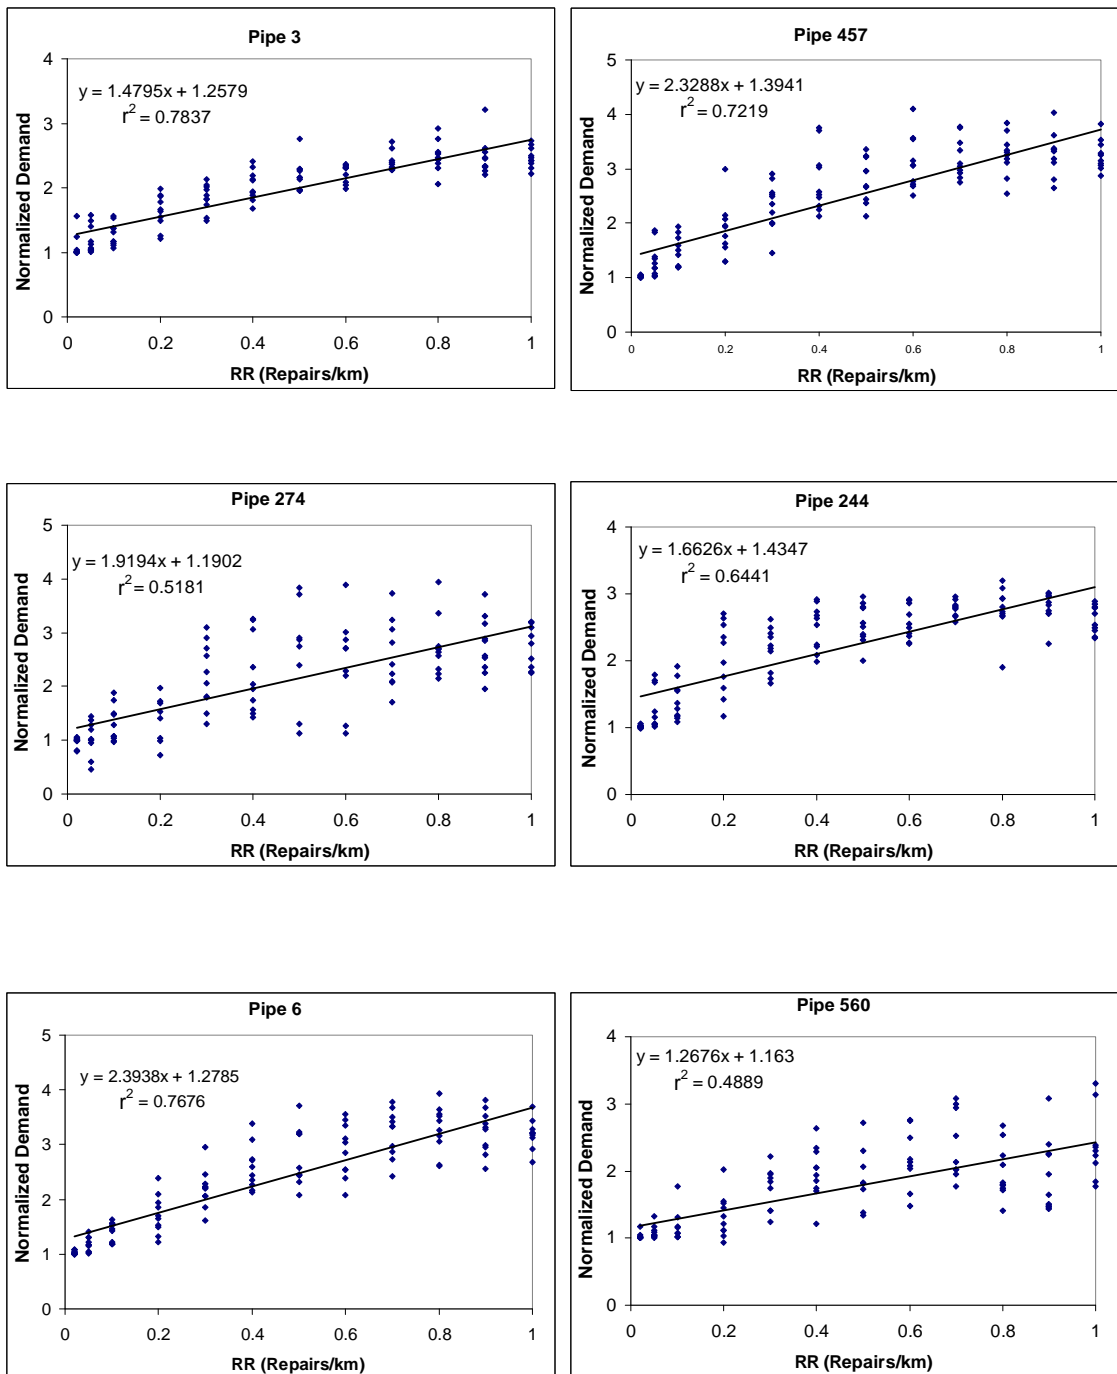 Pipe 3
y = 1.4795x + 1.2579
r² = 0.7837
Normalized Demand
4
3
2
1
0
0 0.2 0.4 0.6 0.8 1
RR (Repairs/km)
Pipe 457
y = 2.3288x + 1.3941
r² = 0.7219
Normalized Demand
5
4
3
2
1
0
0 0.2 0.4 0.6 0.8 1
RR (Repairs/km)
Pipe 274
y = 1.9194x + 1.1902
r² = 0.5181
Normalized Demand
5
4
3
2
1
0
0 0.2 0.4 0.6 0.8 1
RR (Repairs/km)
Pipe 244
y = 1.6626x + 1.4347
r² = 0.6441
Normalized Demand
4
3
2
1
0
0 0.2 0.4 0.6 0.8 1
RR (Repairs/km)
Pipe 6
y = 2.3938x + 1.2785
r² = 0.7676
Normalized Demand
5
4
3
2
1
0
0 0.2 0.4 0.6 0.8 1
RR (Repairs/km)
Pipe 560
y = 1.2676x + 1.163
r² = 0.4889
Normalized Demand
4
3
2
1
0
0 0.2 0.4 0.6 0.8 1
RR (Repairs/km)